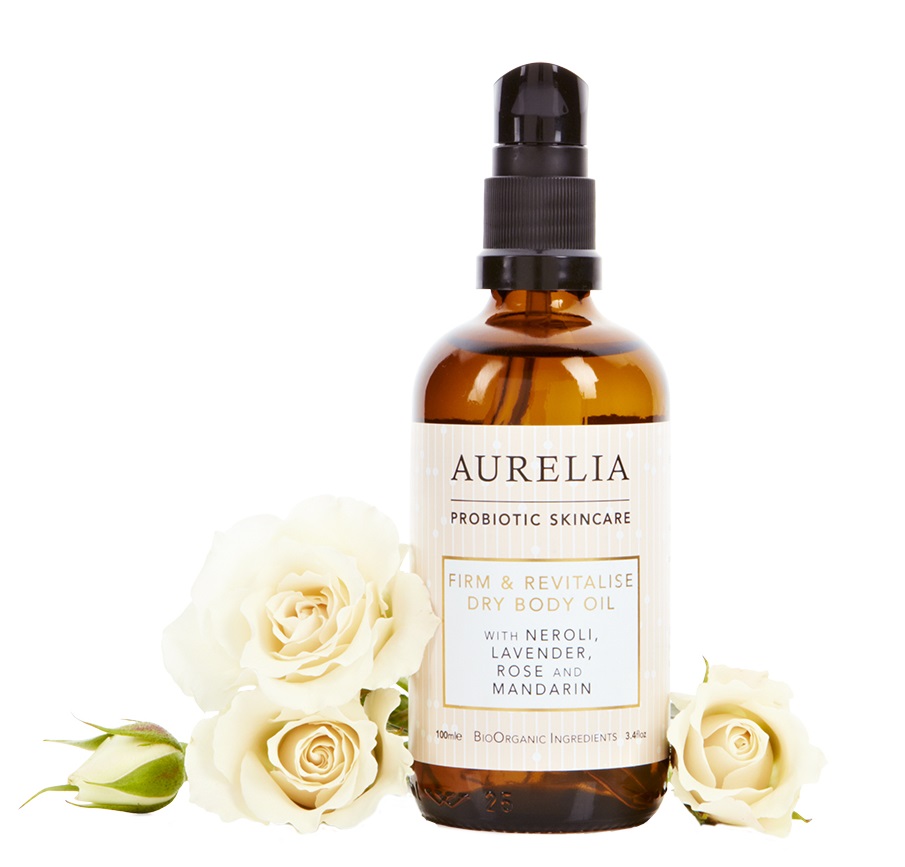 AURELIA
PROBIOTIC SKINCARE
FIRM & REVITALISE
DRY BODY OIL
WITH NEROLI,
LAVENDER,
ROSE AND
MANDARIN
100mle BIOORGANIC INGREDIENTS 3.4floz
25